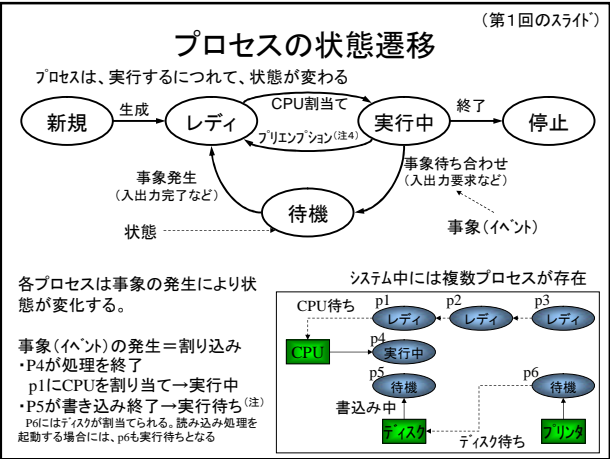 （第１回のスライド）
プロセスの状態遷移
プロセスは、実行するにつれて、状態が変わる
新規
生成
レディ
CPU割当て
プリエンプション(注4)
実行中
終了
停止
事象発生
(入出力完了など)
待機
事象待ち合わせ
(入出力要求など)
状態
事象(イベント)
各プロセスは事象の発生により状
態が変化する。
事象(イベント)の発生＝割り込み
・P4が処理を終了
p1にCPUを割り当て→実行中
・P5が書き込み終了→実行待ち(注)
P6にはディスクが割当てられる。読み込み処理を
起動する場合には、p6も実行待ちとなる
システム中には複数プロセスが存在
CPU待ち
p1
レディ
p2
レディ
p3
レディ
CPU
p4
実行中
p5
待機
p6
待機
書込み中
ディスク
ディスク待ち
プリンタ